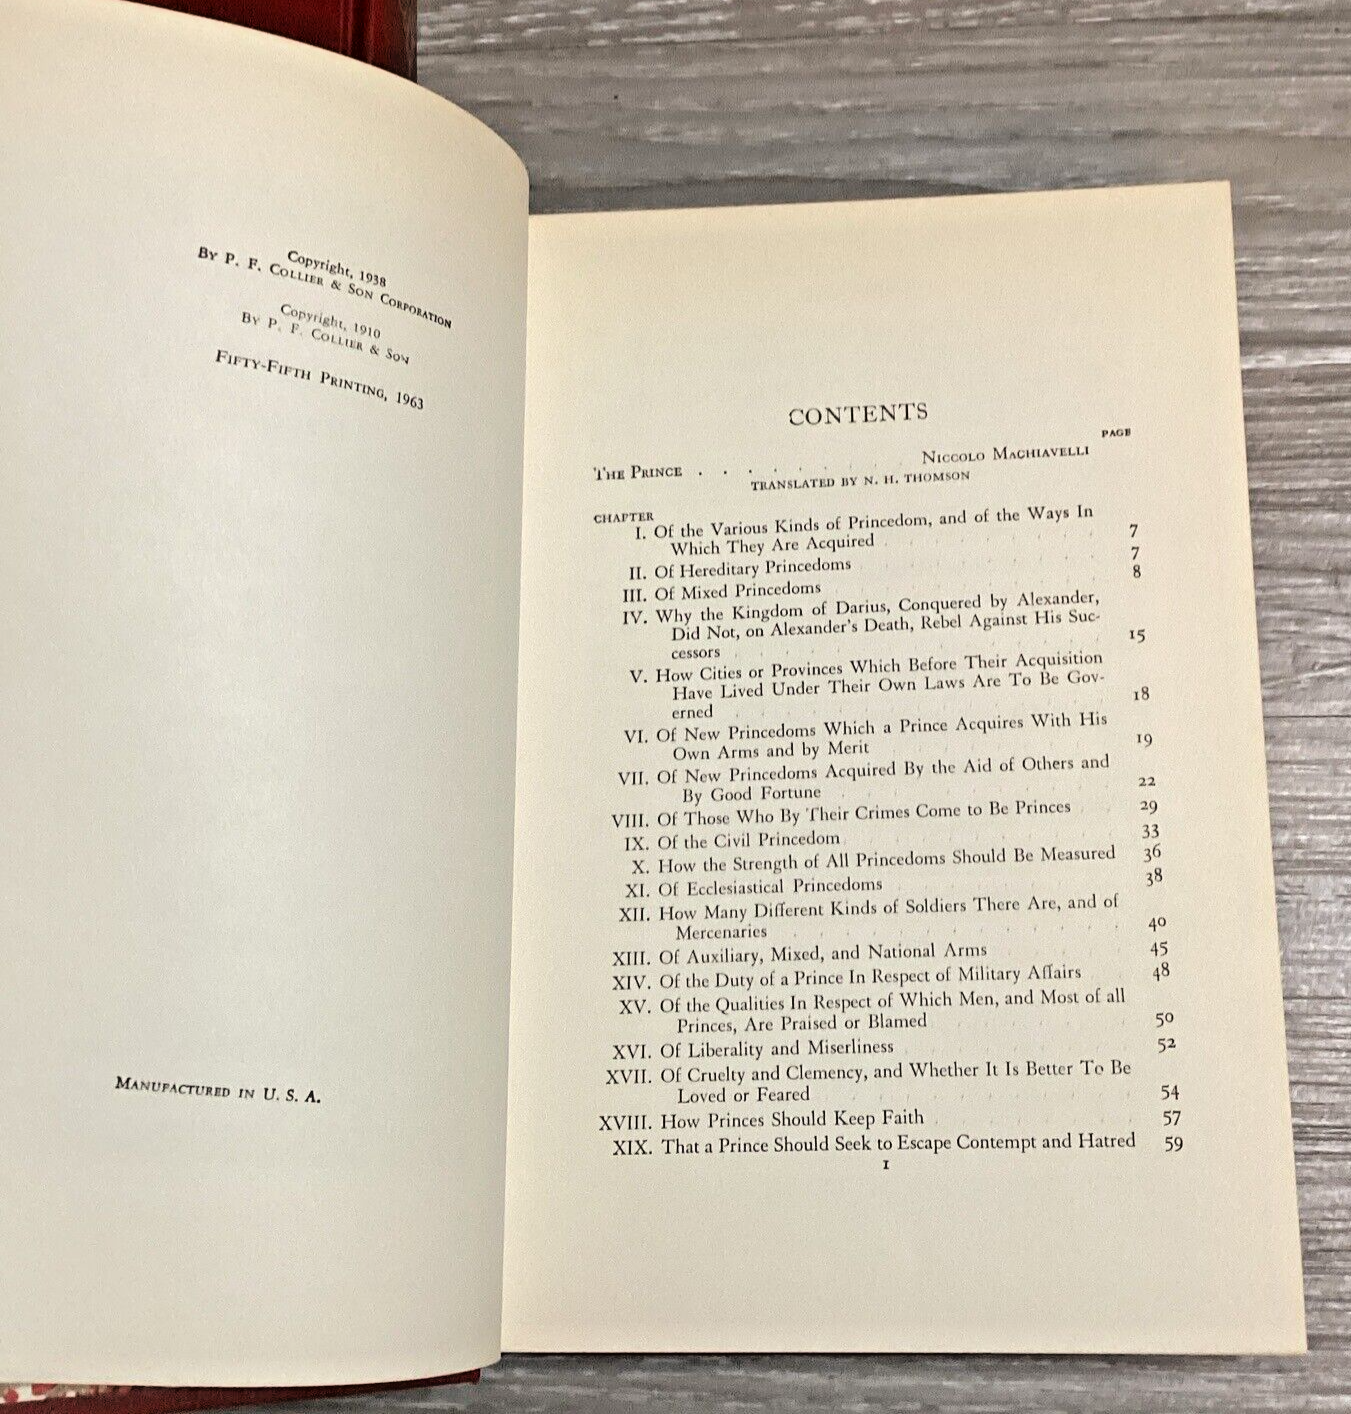 Copyright, 1938
By P. F. Collier & Son Corporation
Copyright, 1910
By P. F. Collier & Son
Fifty-Fifth Printing, 1963
Manufactured in U. S. A.
CONTENTS
PAGE
The Prince . . . . . . . . Niccolo Machiavelli
TRANSLATED BY N. H. THOMSON
CHAPTER
I. Of the Various Kinds of Princedom, and of the Ways In
Which They Are Acquired 7
II. Of Hereditary Princedoms 7
III. Of Mixed Princedoms 8
IV. Why the Kingdom of Darius, Conquered by Alexander,
Did Not, on Alexander's Death, Rebel Against His Suc-
cessors 15
V. How Cities or Provinces Which Before Their Acquisition
Have Lived Under Their Own Laws Are To Be Gov-
erned 18
VI. Of New Princedoms Which a Prince Acquires With His
Own Arms and by Merit 19
VII. Of New Princedoms Acquired By the Aid of Others and
By Good Fortune 22
VIII. Of Those Who By Their Crimes Come to Be Princes 29
IX. Of the Civil Princedom 33
X. How the Strength of All Princedoms Should Be Measured 36
XI. Of Ecclesiastical Princedoms 38
XII. How Many Different Kinds of Soldiers There Are, and of
Mercenaries 40
XIII. Of Auxiliary, Mixed, and National Arms 45
XIV. Of the Duty of a Prince In Respect of Military Affairs 48
XV. Of the Qualities In Respect of Which Men, and Most of all
Princes, Are Praised or Blamed 50
XVI. Of Liberality and Miserliness 52
XVII. Of Cruelty and Clemency, and Whether It Is Better To Be
Loved or Feared 54
XVIII. How Princes Should Keep Faith 57
XIX. That a Prince Should Seek to Escape Contempt and Hatred 59
1